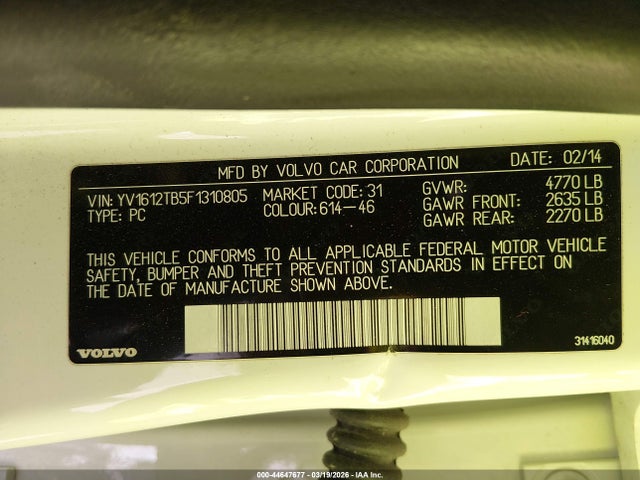 MFD BY VOLVO CAR CORPORATION DATE: 02/14
VIN: YV1612TB5F1310805 MARKET CODE: 31 GVWR: 4770 LB
TYPE: PC COLOUR: 614-46 GAWR FRONT: 2635 LB
GAWR REAR: 2270 LB
THIS VEHICLE CONFORMS TO ALL APPLICABLE FEDERAL MOTOR VEHICLE
SAFETY, BUMPER AND THEFT PREVENTION STANDARDS IN EFFECT ON
THE DATE OF MANUFACTURE SHOWN ABOVE.
VOLVO 31416040
000-44647677 - 03/19/2026 - IAA Inc.